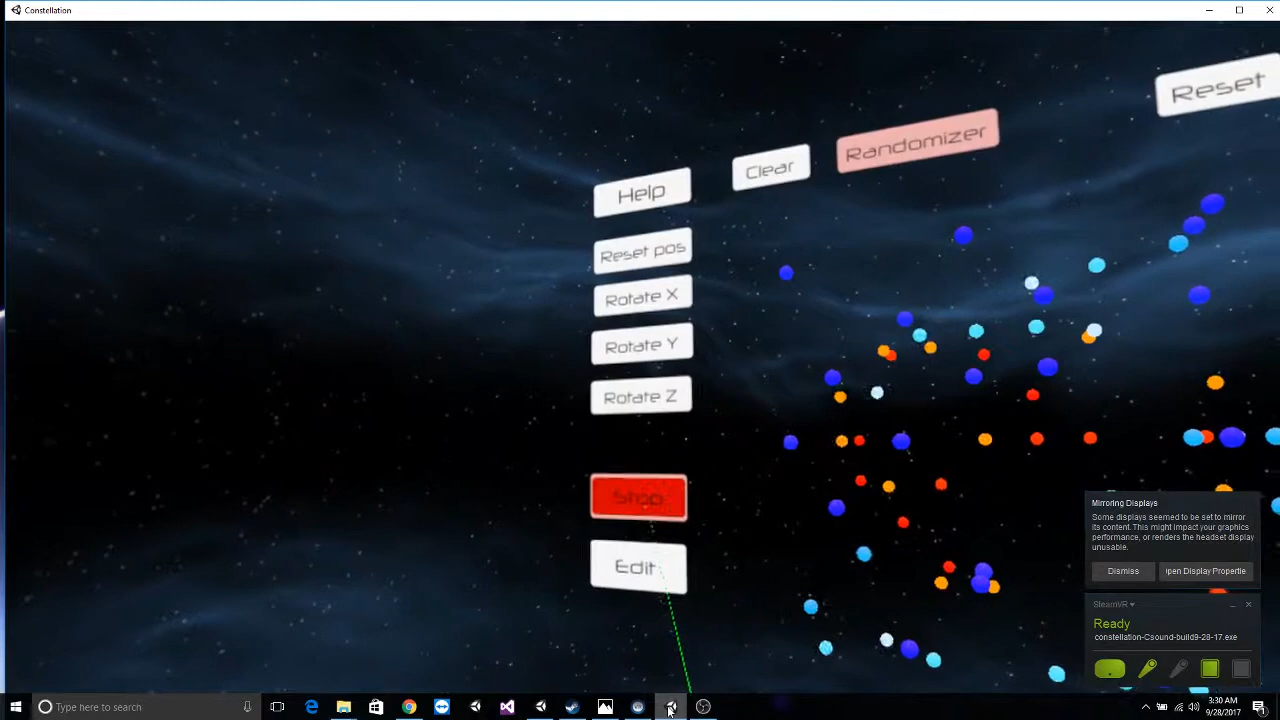 Constellation
Reset
Randomizer
Clear
Help
Reset pos
Rotate X
Rotate Y
Rotate Z
Stop
Edit
Mirroring Displays
Some displays seemed to be set to mirror
its content.This might impact your graphics
performance, or renders the headset display
unusable.
Dismiss
pen Display Propertie
SteamVR
Ready
constellation-Csound-build9-28-17.exe
Type here to search
3:30 AM
9/28/2017